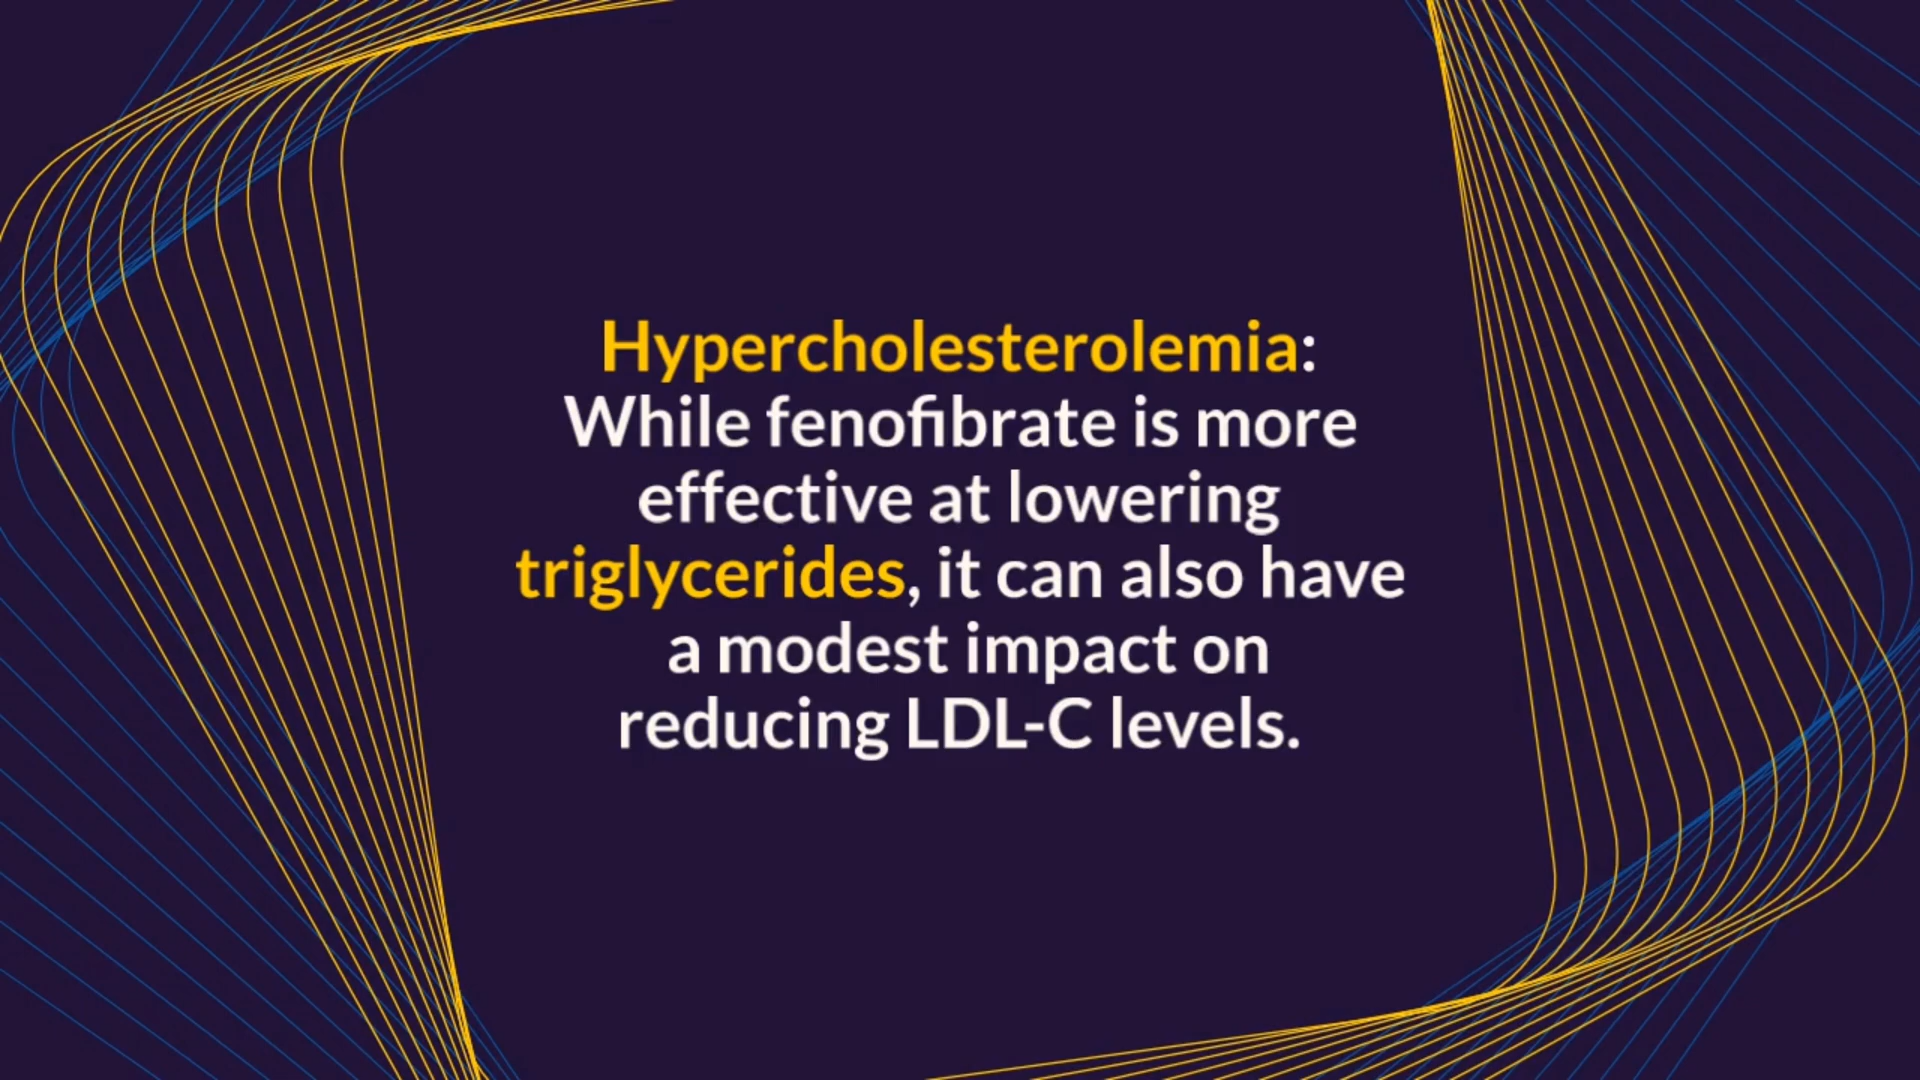 Hypercholesterolemia:
While fenofibrate is more
effective at lowering
triglycerides, it can also have
a modest impact on
reducing LDL-C levels.